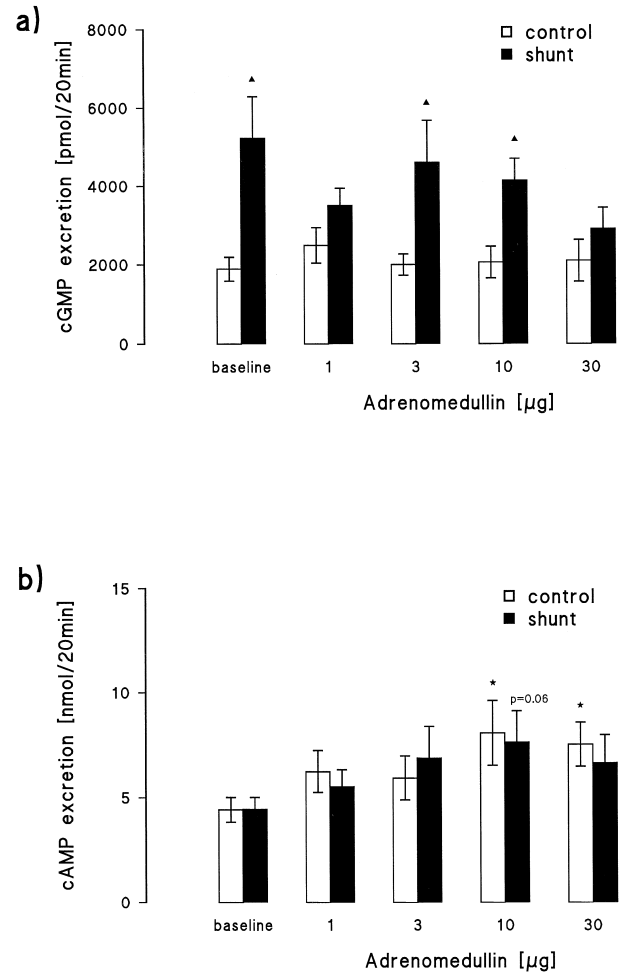 a)
cGMP excretion [pmol/20min]
8000
6000
4000
2000
0
control
shunt
▲
▲
▲
baseline 1 3 10 30
Adrenomedullin [µg]
b)
cAMP excretion [nmol/20min]
15
10
5
0
control
shunt
★
p=0.06
★
baseline 1 3 10 30
Adrenomedullin [µg]